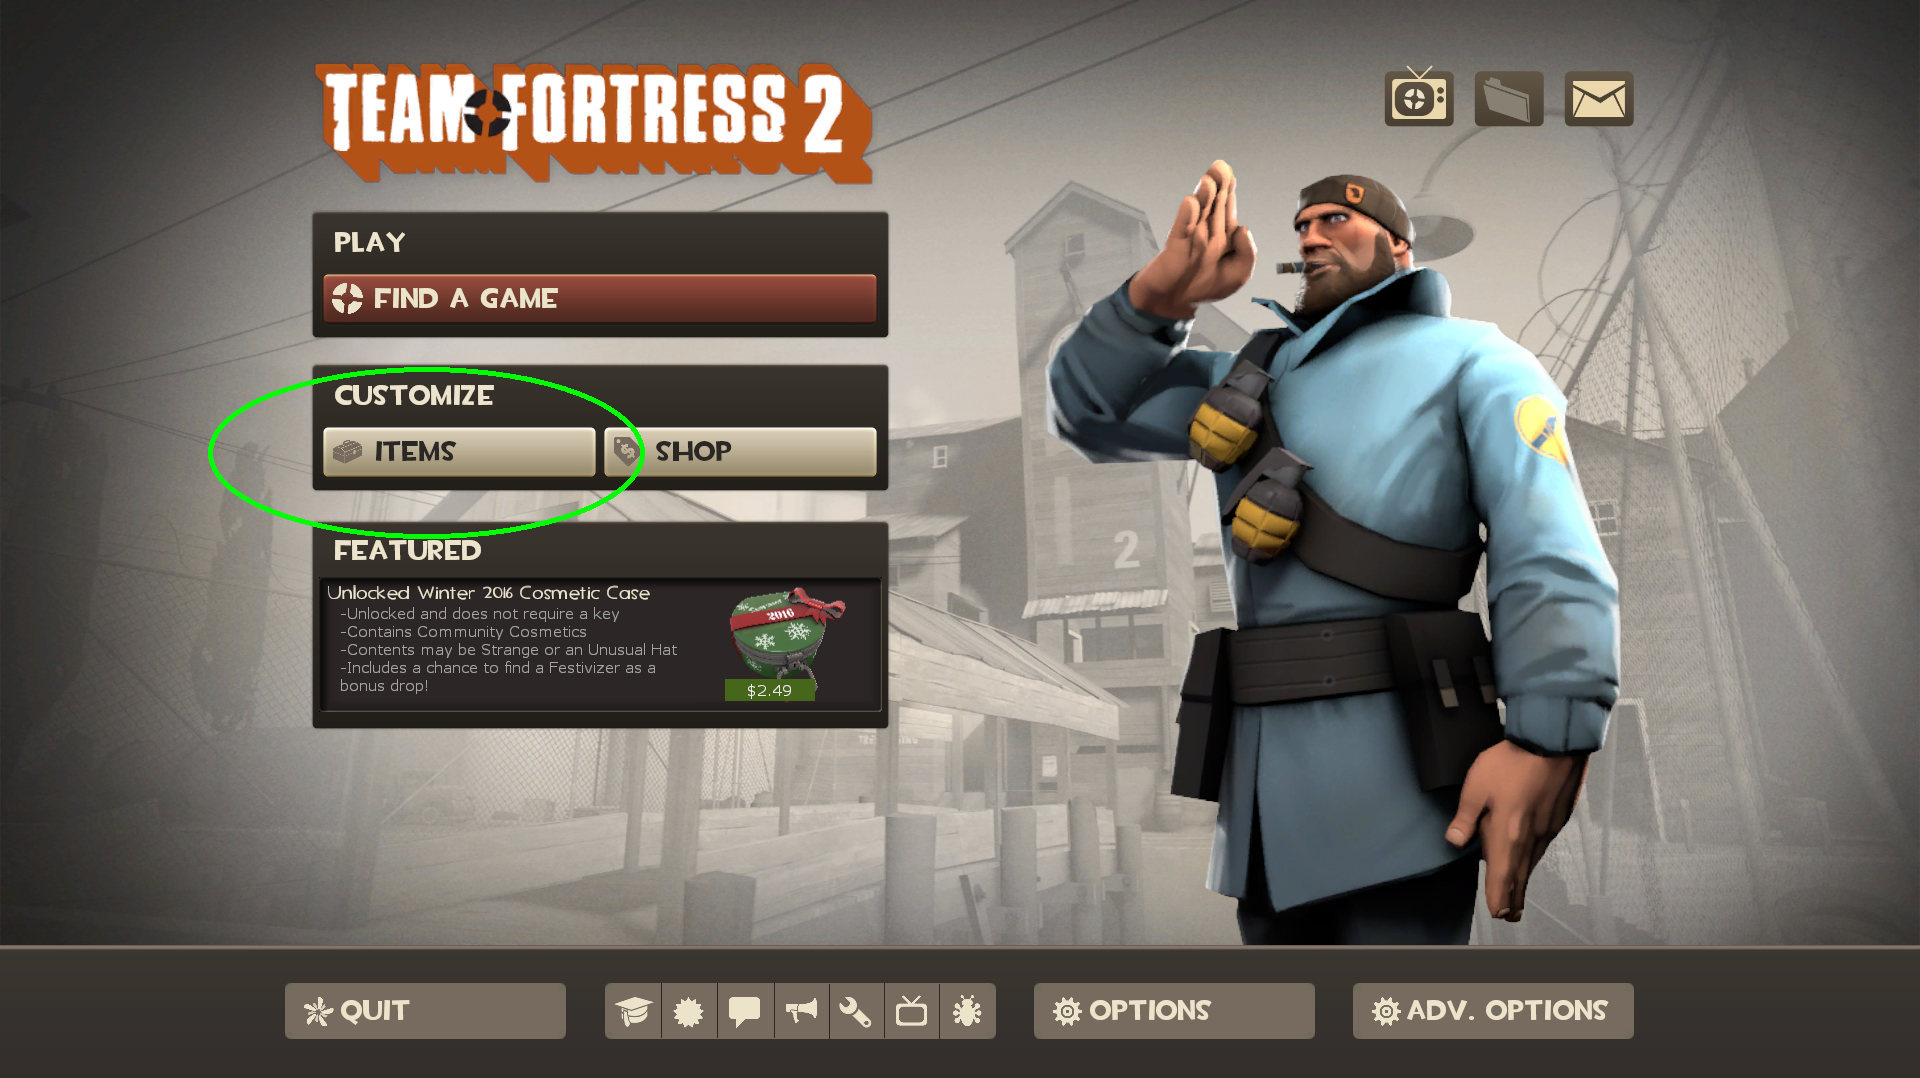 TEAM FORTRESS 2
PLAY
FIND A GAME
CUSTOMIZE
ITEMS
SHOP
FEATURED
Unlocked Winter 2016 Cosmetic Case
-Unlocked and does not require a key
-Contains Community Cosmetics
-Contents may be Strange or an Unusual Hat
-Includes a chance to find a Festivizer as a
bonus drop!
2016
$2.49
2
QUIT
OPTIONS
ADV. OPTIONS